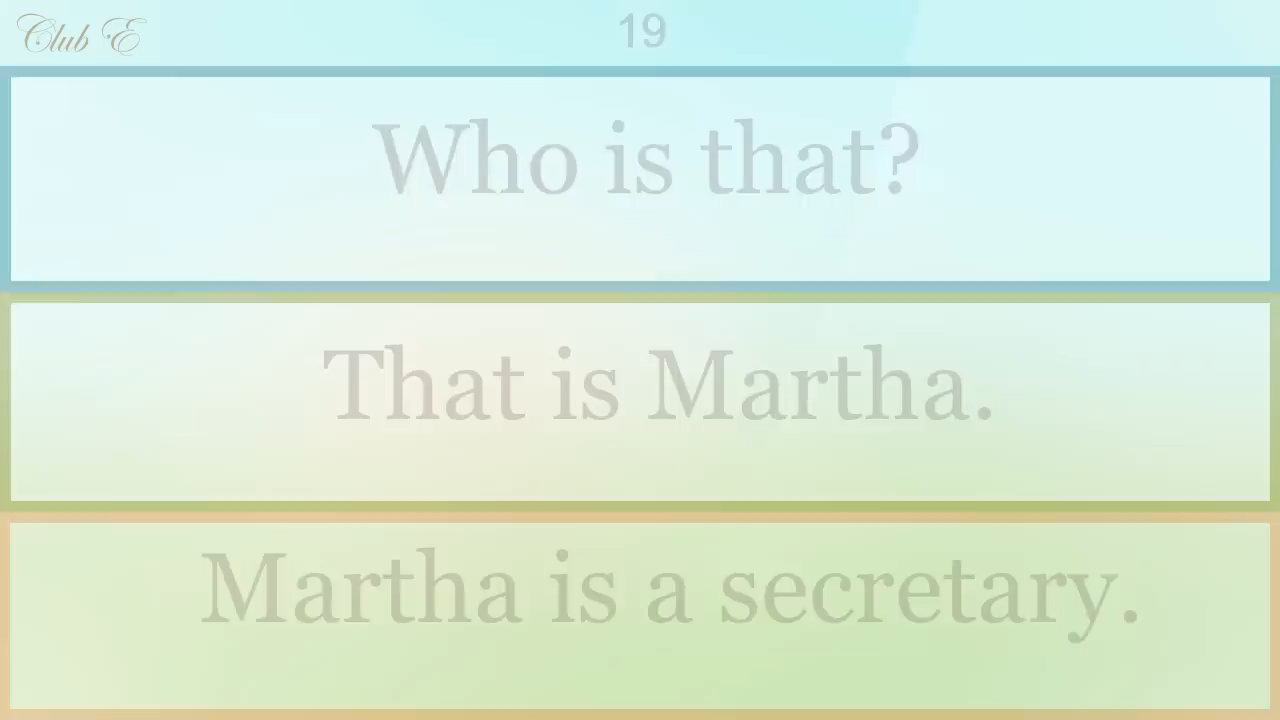 Club E
19
Who is that?
That is Martha.
Martha is a secretary.